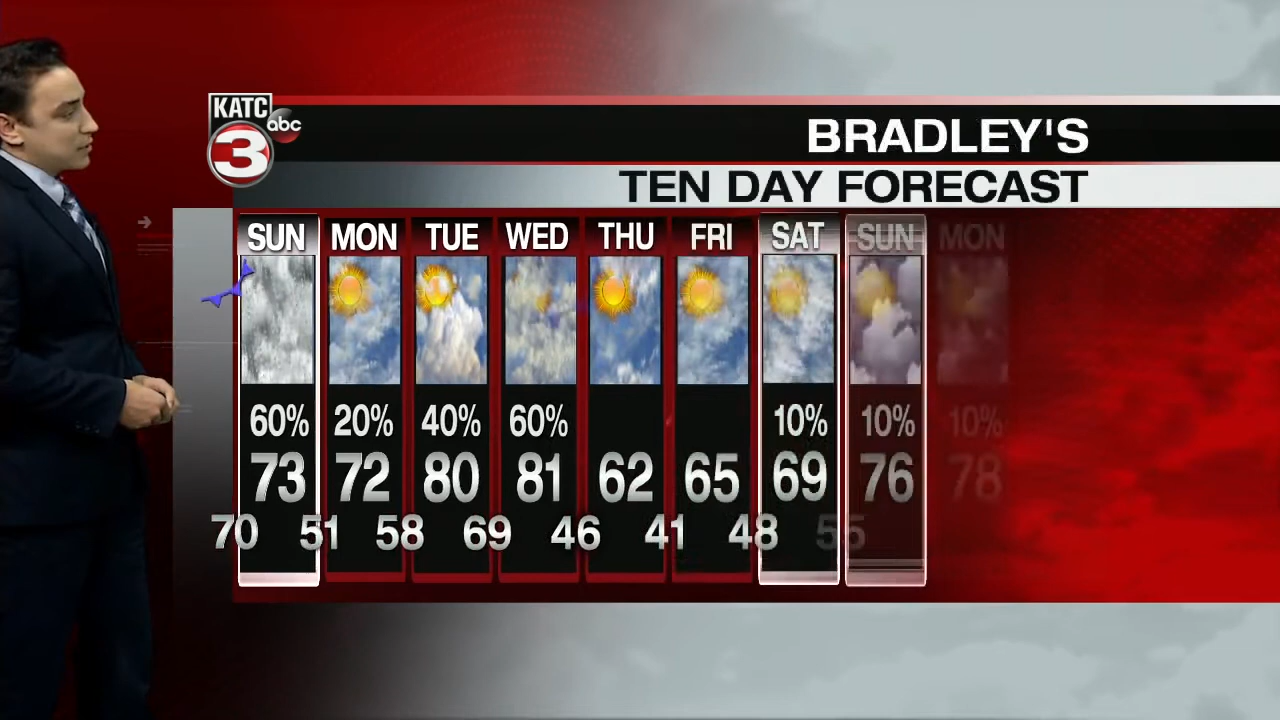 KATC
abc
3
BRADLEY'S
TEN DAY FORECAST
SUN MON TUE WED THU FRI SAT SUN MON
60% 20% 40% 60% 10% 10% 10%
73 72 80 81 62 65 69 76 78
70 51 58 69 46 41 48 55